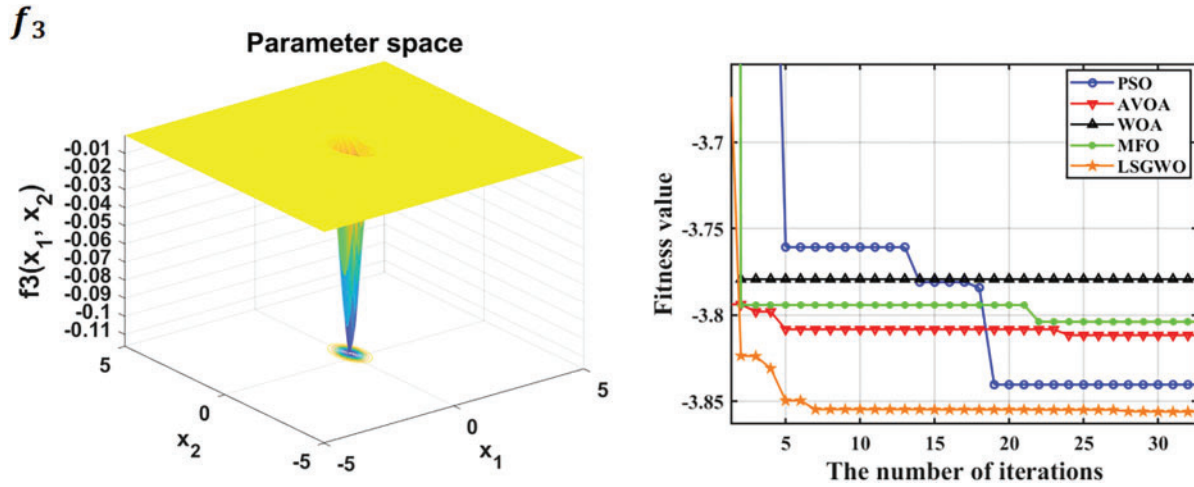 f3
Parameter space
-0.01
-0.02
-0.03
-0.04
-0.05
-0.06
-0.07
-0.08
-0.09
-0.1
-0.11
f3(x1, x2)
5
0
-5
x2
-5
0
5
x1
PSO
AVOA
WOA
MFO
LSGWO
-3.7
-3.75
-3.8
-3.85
Fitness value
5 10 15 20 25 30
The number of iterations